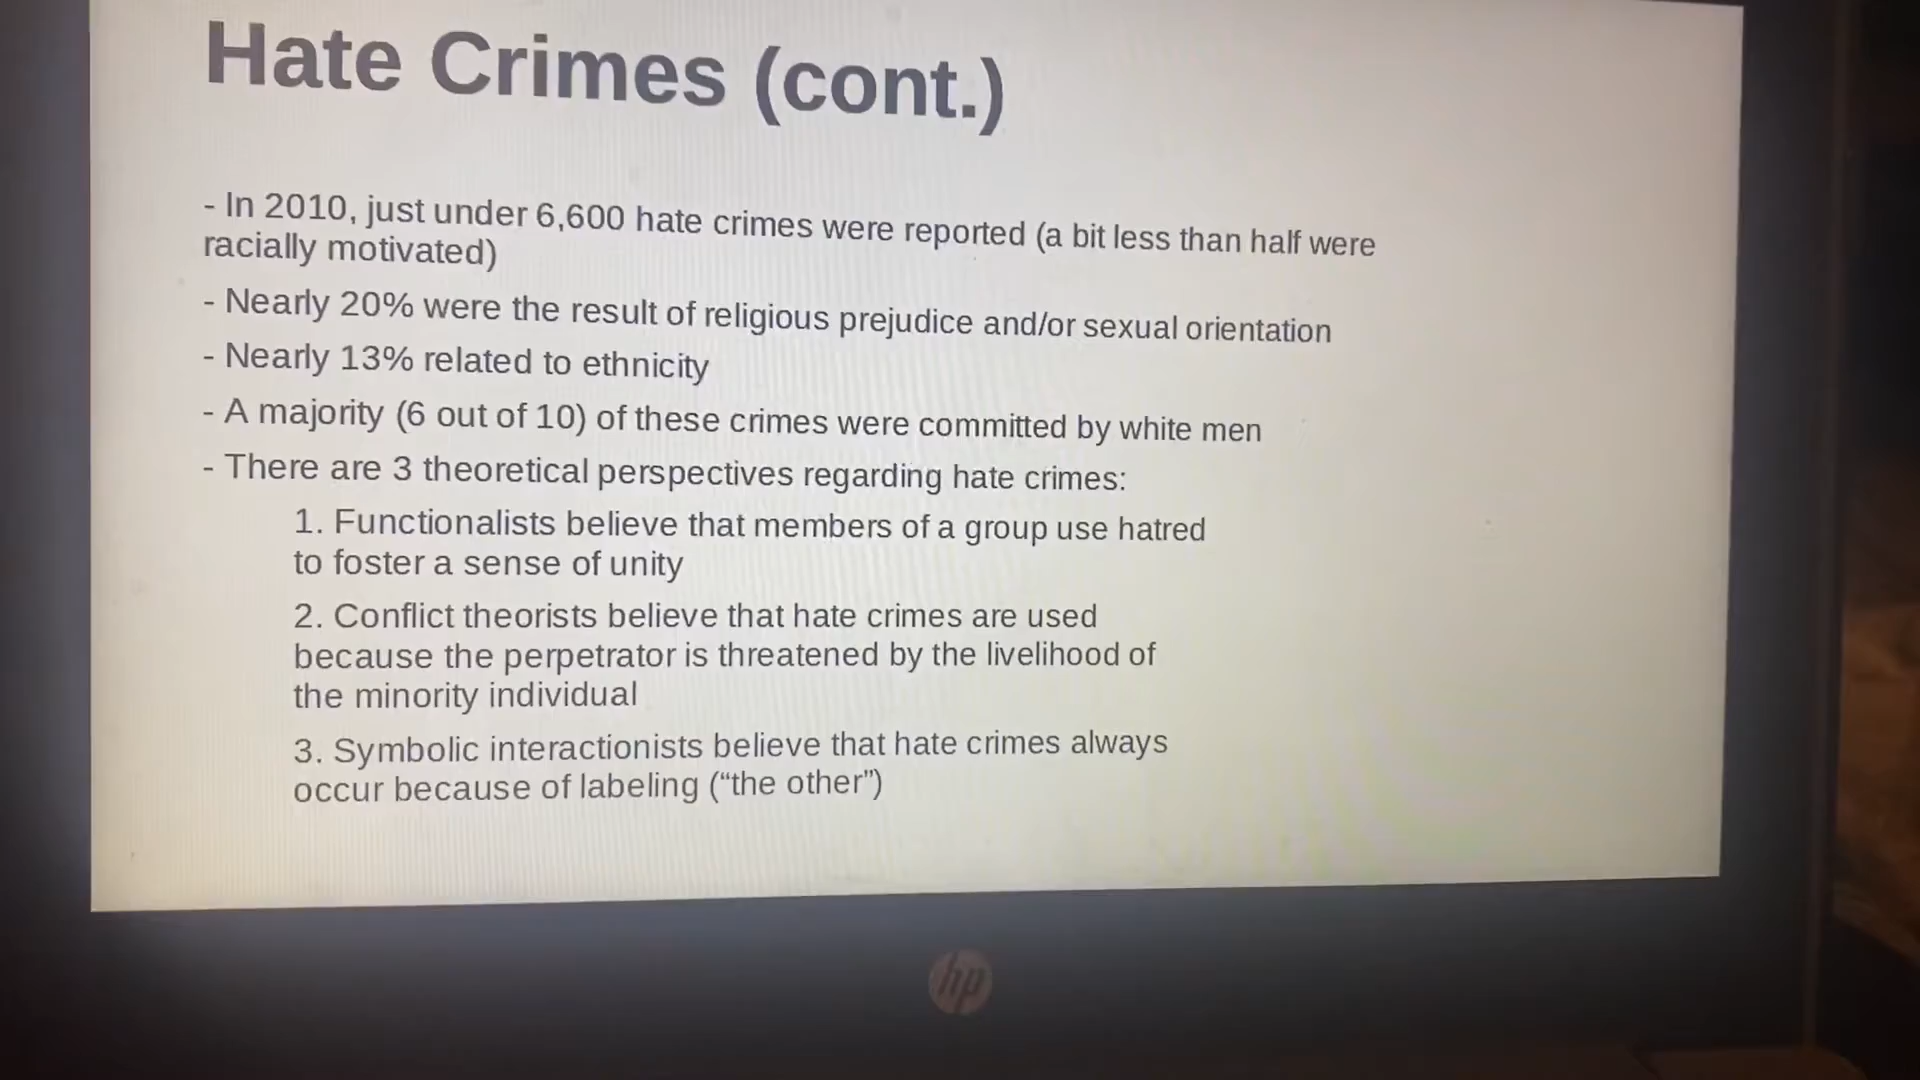 Hate Crimes (cont.)
- In 2010, just under 6,600 hate crimes were reported (a bit less than half were
racially motivated)
- Nearly 20% were the result of religious prejudice and/or sexual orientation
- Nearly 13% related to ethnicity
- A majority (6 out of 10) of these crimes were committed by white men
- There are 3 theoretical perspectives regarding hate crimes:
1. Functionalists believe that members of a group use hatred
to foster a sense of unity
2. Conflict theorists believe that hate crimes are used
because the perpetrator is threatened by the livelihood of
the minority individual
3. Symbolic interactionists believe that hate crimes always
occur because of labeling (“the other”)
hp